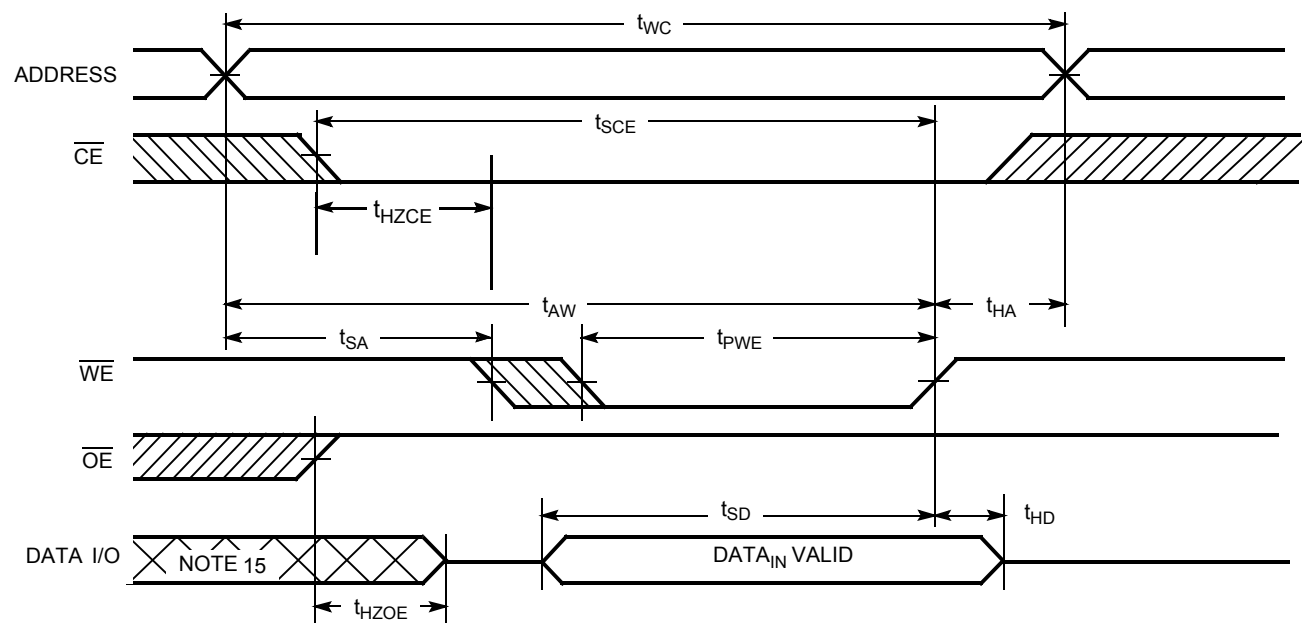 tWC
ADDRESS
tSCE
CE
tHZCE
tAW
tHA
tSA
tPWE
WE
OE
tSD
tHD
DATA I/O
NOTE 15
DATAIN VALID
tHZOE